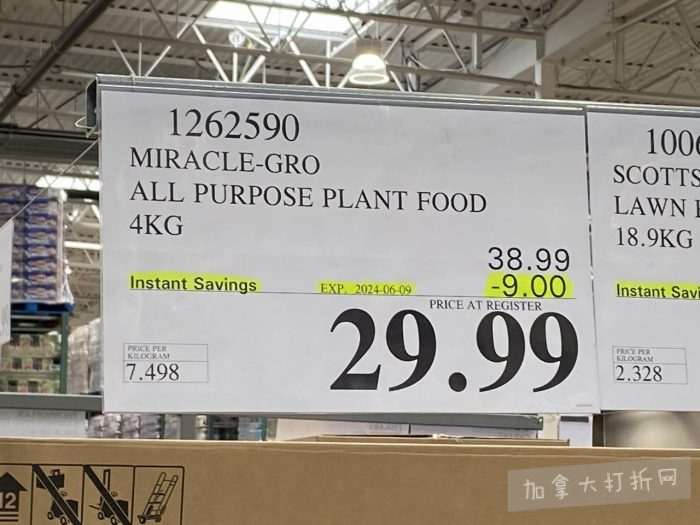 1262590
MIRACLE-GRO
ALL PURPOSE PLANT FOOD
4KG
38.99
Instant Savings EXP. 2024-06-09 -9.00
PRICE AT REGISTER
29.99
PRICE PER
KILOGRAM
7.498
SCOTTS
LAWN
18.9KG
Instant
PRICE PER
KILOGRAM
2.328
12
加拿大打折网